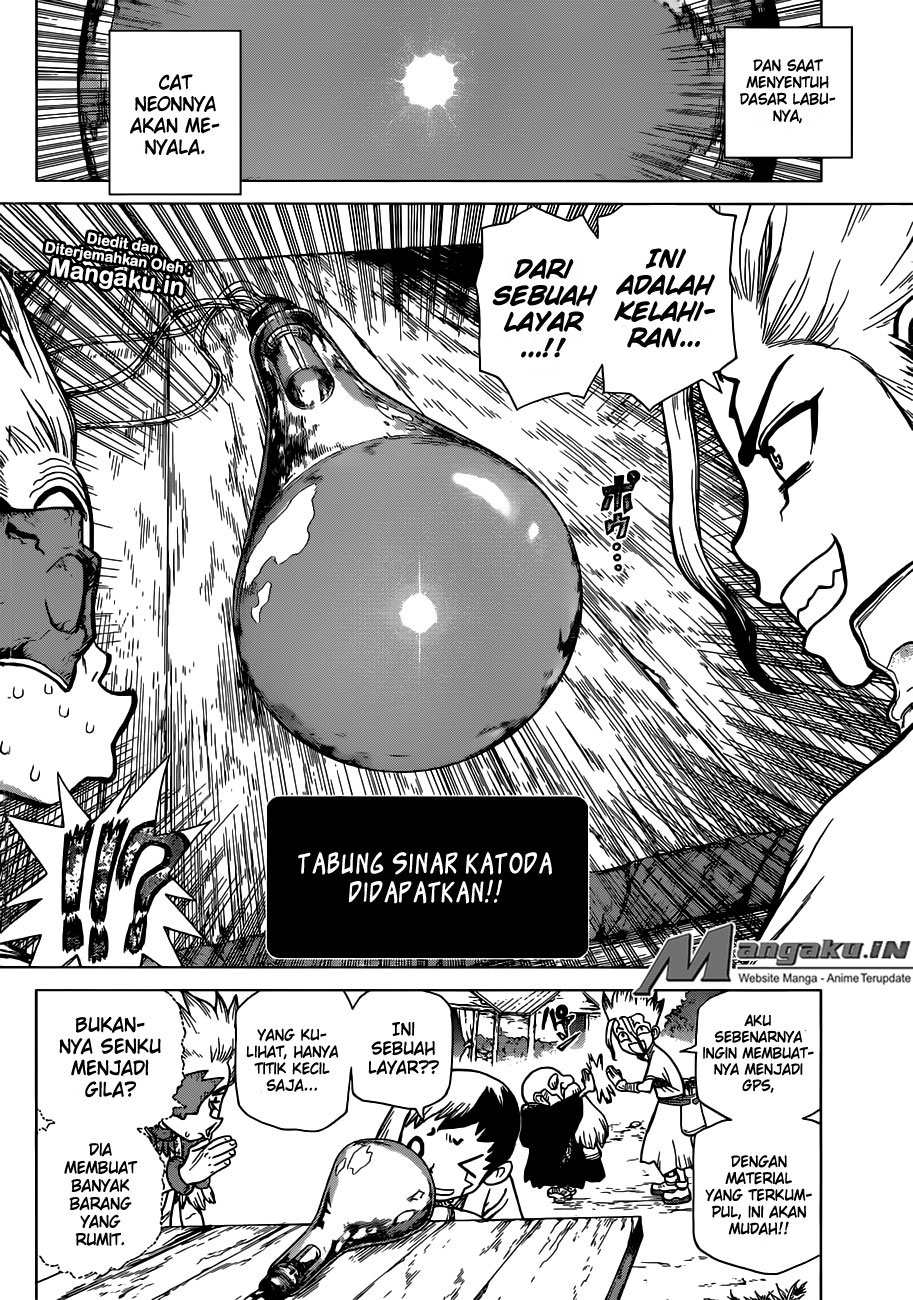 DAN SAAT
MENYENTUH
DASAR LABU-
NYA,
CAT
NEONNYA
AKAN ME-
NYALA.
Diedit dan
Diterjemahkan Oleh :
Mangaku.in
INI
ADALAH
KELAHI-
RAN...
DARI
SEBUAH
LAYAR
...!!
ポウ...
!!!?
TABUNG SINAR KATODA
DIDAPATKAN!!
Mangaku.IN
Website Manga - Anime Terupdate
AKU
SEBENARNYA
INGIN MEMBUAT-
NYA MENJADI
GPS,
DENGAN
MATERIAL
YANG TERKUM-
PUL, INI AKAN
MUDAH!!
INI
SEBUAH
LAYAR??
YANG KU-
LIHAT, HANYA
TITIK KECIL
SAJA...
BUKAN-
NYA SENKU
MENJADI
GILA?
DIA
MEMBUAT
BANYAK
BARANG
YANG
RUMIT.